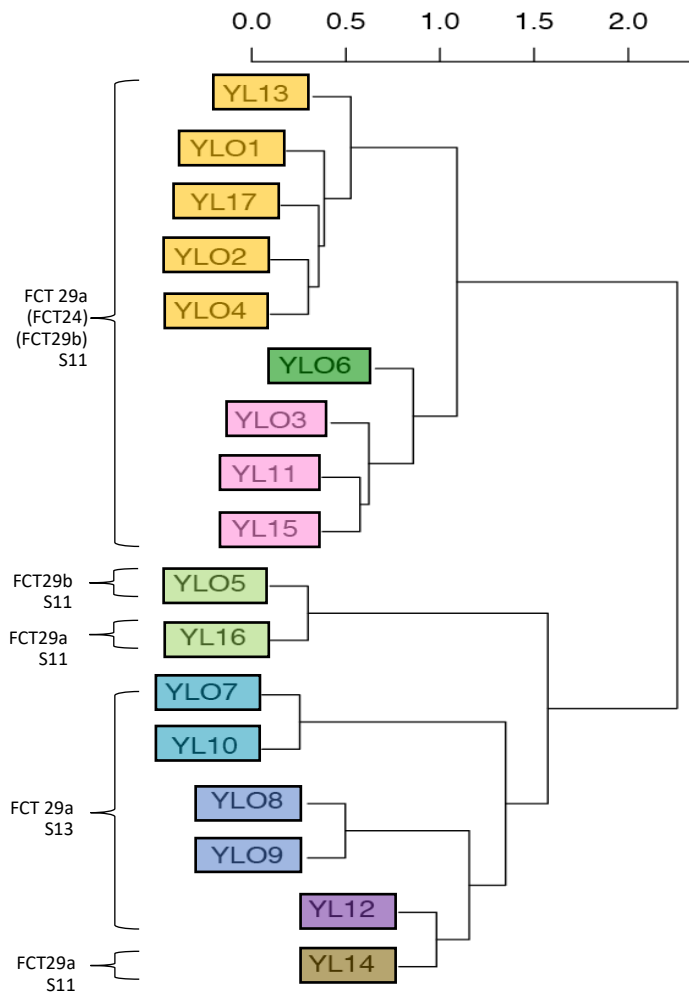 0.0 0.5 1.0 1.5 2.0
YL13
YLO1
YL17
YLO2
YLO4
FCT 29a
(FCT24)
(FCT29b)
S11
YLO6
YLO3
YL11
YL15
FCT29b
S11
YLO5
FCT29a
S11
YL16
YLO7
YL10
FCT 29a
S13
YLO8
YLO9
YL12
FCT29a
S11
YL14